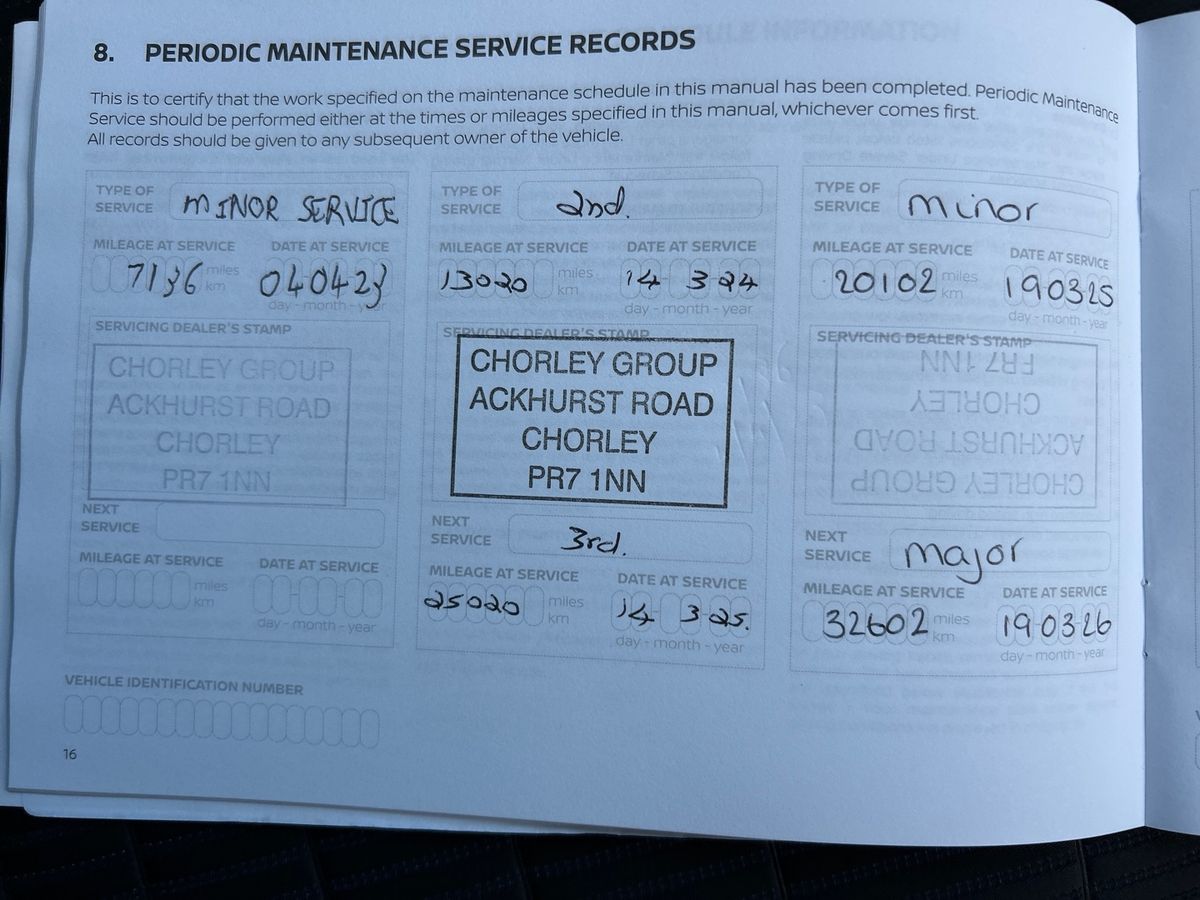 8. PERIODIC MAINTENANCE SERVICE RECORDS
This is to certify that the work specified on the maintenance schedule in this manual has been completed. Periodic Maintenance
Service should be performed either at the times or mileages specified in this manual, whichever comes first.
All records should be given to any subsequent owner of the vehicle.
TYPE OF SERVICE MINOR SERVICE
MILEAGE AT SERVICE DATE AT SERVICE
7136 miles km 040423
day - month - year
SERVICING DEALER'S STAMP
CHORLEY GROUP
ACKHURST ROAD
CHORLEY
PR7 1NN
NEXT SERVICE
MILEAGE AT SERVICE DATE AT SERVICE
miles km
day - month - year
TYPE OF SERVICE 2nd.
MILEAGE AT SERVICE DATE AT SERVICE
13020 miles km 14 3 24
day - month - year
SERVICING DEALER'S STAMP
CHORLEY GROUP
ACKHURST ROAD
CHORLEY
PR7 1NN
NEXT SERVICE 3rd.
MILEAGE AT SERVICE DATE AT SERVICE
25020 miles km 14 3 25.
day - month - year
TYPE OF SERVICE minor
MILEAGE AT SERVICE DATE AT SERVICE
20102 miles km 190325
day - month - year
SERVICING DEALER'S STAMP
CHORLEY GROUP
ACKHURST ROAD
CHORLEY
PR7 1NN
NEXT SERVICE major
MILEAGE AT SERVICE DATE AT SERVICE
32602 miles km 190326
day - month - year
VEHICLE IDENTIFICATION NUMBER
16